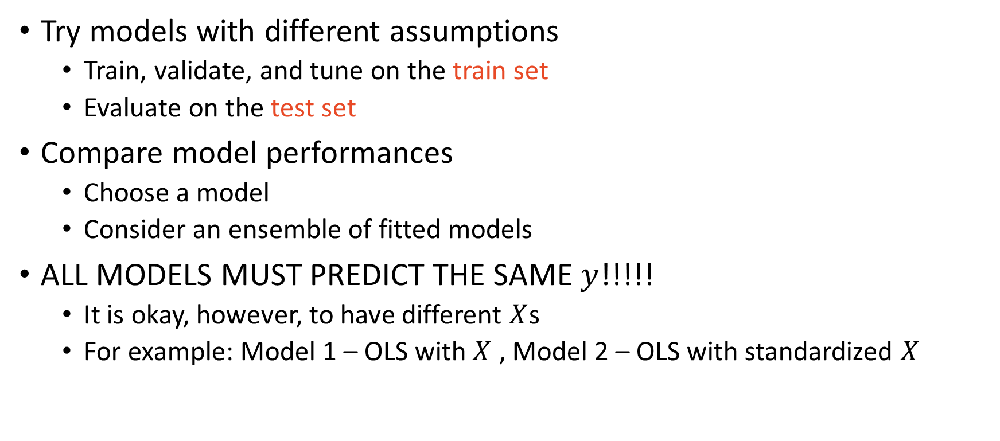 • Try models with different assumptions
• Train, validate, and tune on the train set
• Evaluate on the test set
• Compare model performances
• Choose a model
• Consider an ensemble of fitted models
• ALL MODELS MUST PREDICT THE SAME y!!!!!
• It is okay, however, to have different Xs
• For example: Model 1 – OLS with X , Model 2 – OLS with standardized X